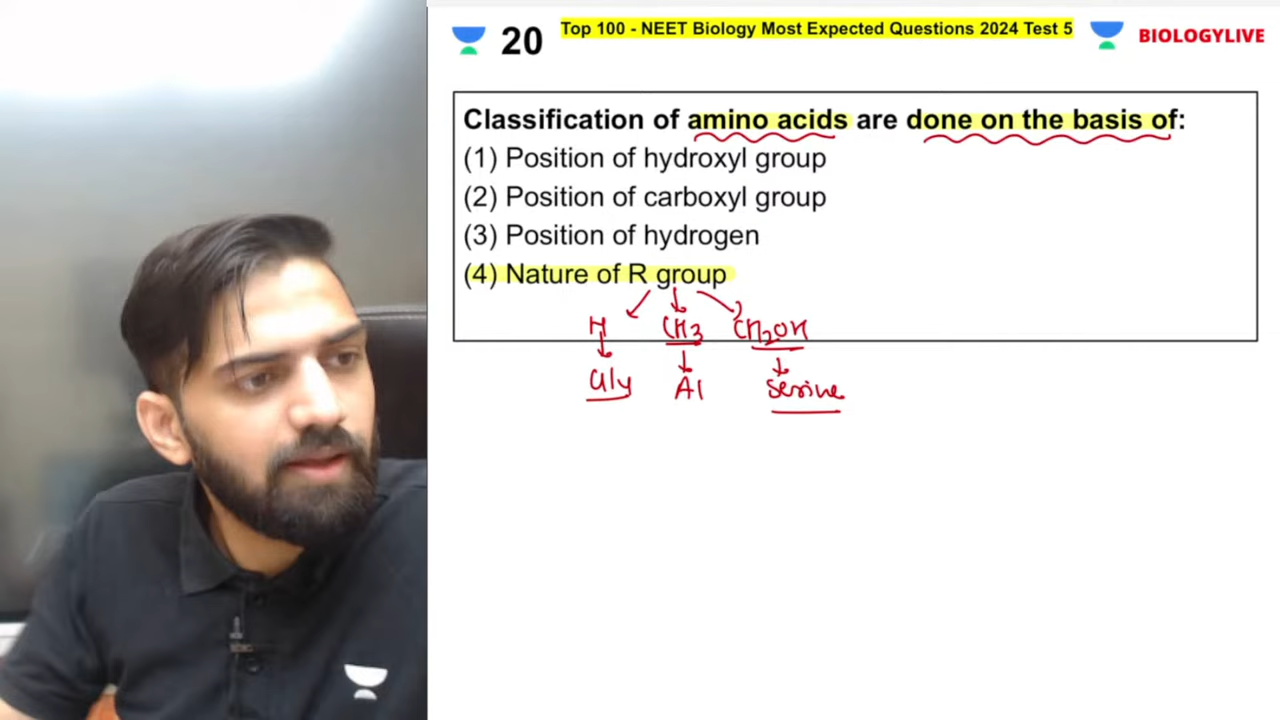 20
Top 100 - NEET Biology Most Expected Questions 2024 Test 5
BIOLOGYLIVE
Classification of amino acids are done on the basis of:
(1) Position of hydroxyl group
(2) Position of carboxyl group
(3) Position of hydrogen
(4) Nature of R group
H CH3 CH2OH
Gly Al Serine